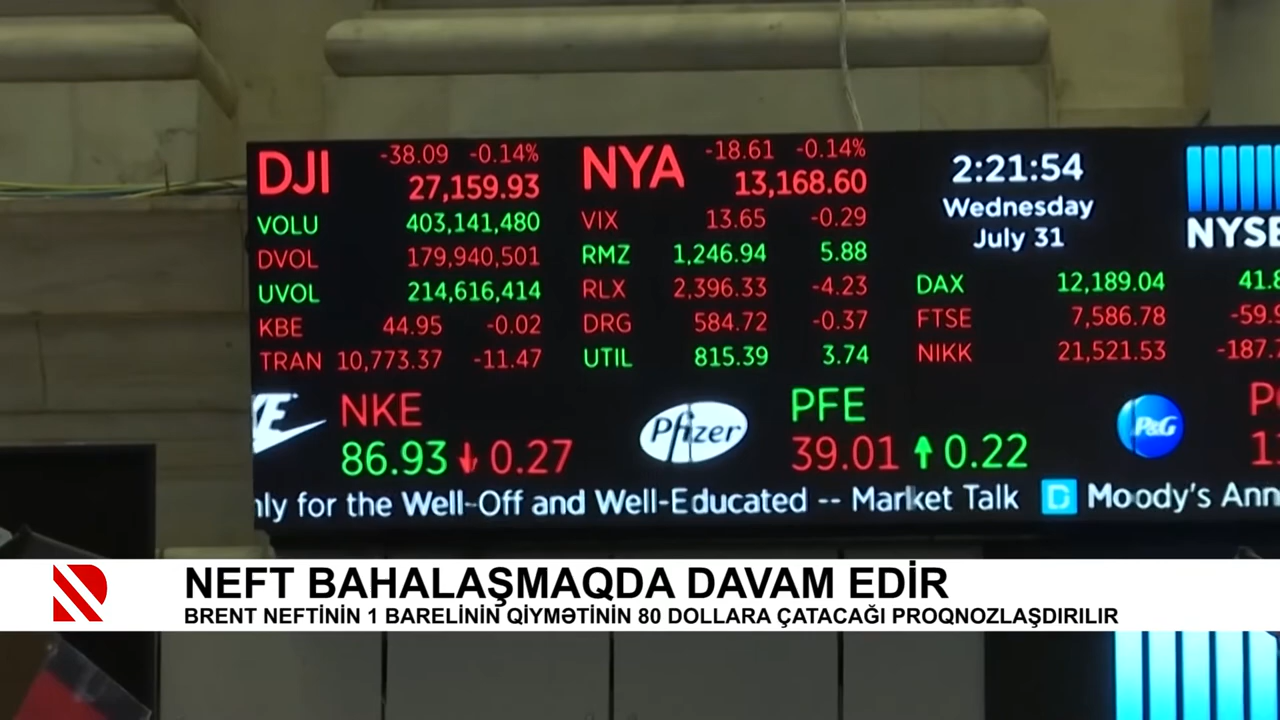 DJI -38.09 -0.14%
27,159.93
VOLU 403,141,480
DVOL 179,940,501
UVOL 214,616,414
KBE 44.95 -0.02
TRAN 10,773.37 -11.47
NYA -18.61 -0.14%
13,168.60
VIX 13.65 -0.29
RMZ 1,246.94 5.88
RLX 2,396.33 -4.23
DRG 584.72 -0.37
UTIL 815.39 3.74
2:21:54
Wednesday
July 31
NYSE
DAX 12,189.04 41.8
FTSE 7,586.78 -59.9
NIKK 21,521.53 -187.
NKE
86.93 ↓ 0.27
Pfizer
PFE
39.01 ↑ 0.22
P&G
for the Well-Off and Well-Educated -- Market Talk D Moody's
NEFT BAHALAŞMAQDA DAVAM EDİR
BRENT NEFTİNİN 1 BARELİNİN QİYMƏTİNİN 80 DOLLARA ÇATACAĞI PROQNOZLAŞDIRILIR